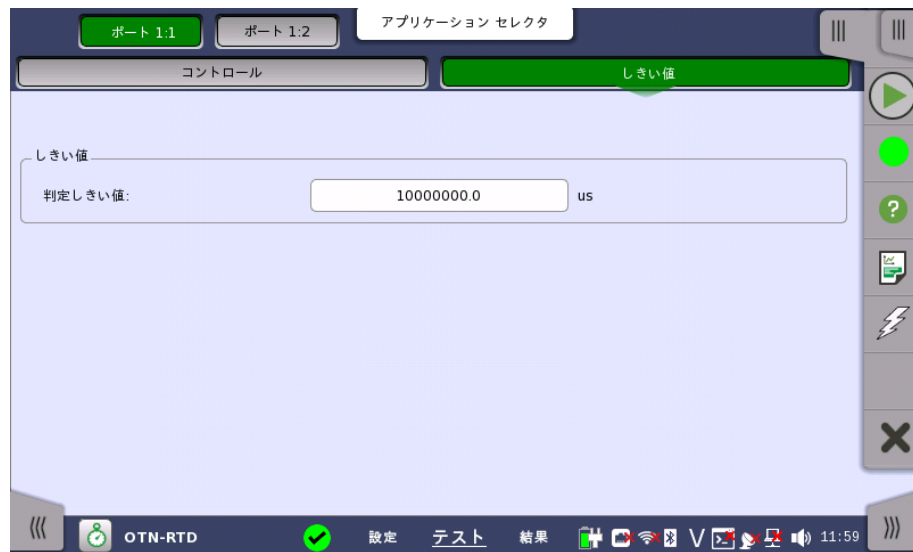 アプリケーション セレクタ
ポート 1:1 ポート 1:2
コントロール しきい値
しきい値
判定しきい値: 10000000.0 us
OTN-RTD 設定 テスト 結果 11:59